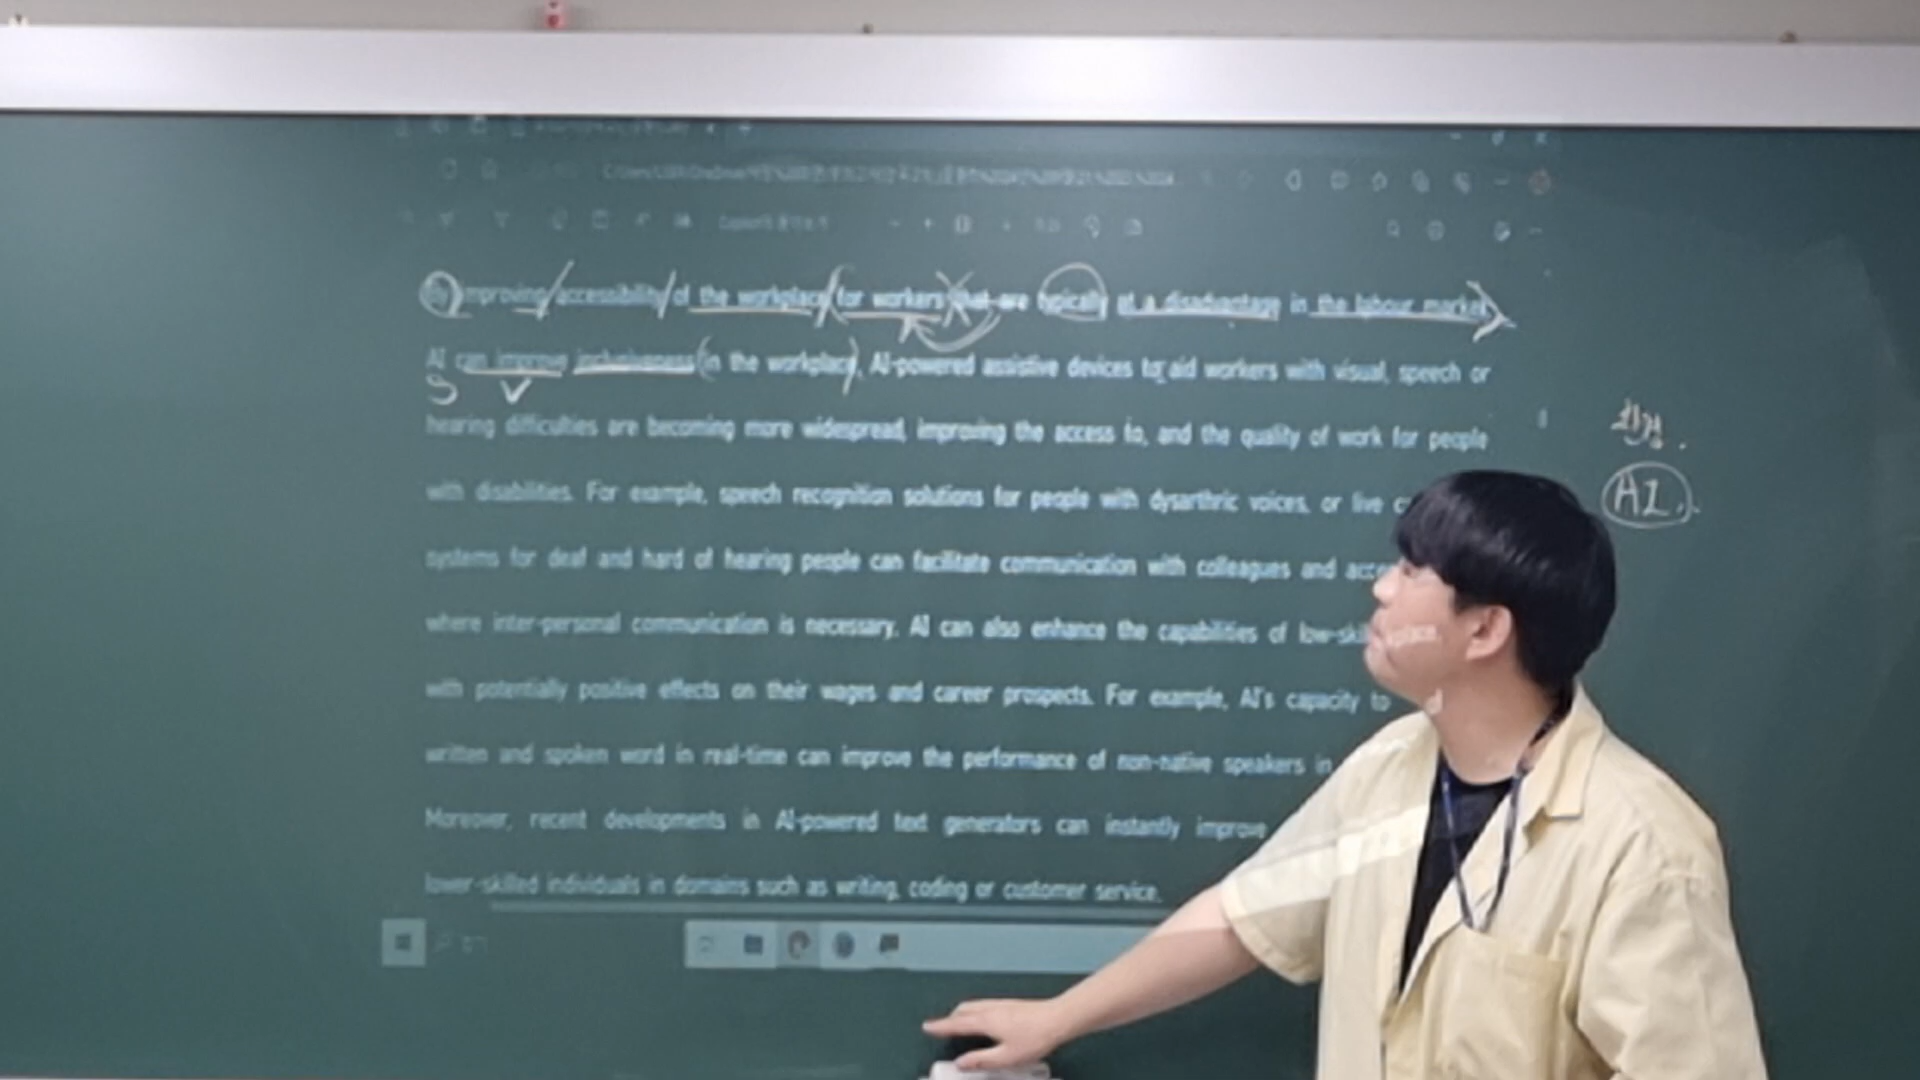 By improving accessibility of the workplace for workers that are typically at a disadvantage in the labour market,
AI can improve inclusiveness in the workplace. AI-powered assistive devices to aid workers with visual, speech or
S V
hearing difficulties are becoming more widespread, improving the access to, and the quality of work for people
with disabilities. For example, speech recognition solutions for people with dysarthric voices, or live
systems for deaf and hard of hearing people can facilitate communication with colleagues and
where inter-personal communication is necessary. AI can also enhance the capabilities of
with potentially positive effects on their wages and career prospects. For example, AI's capacity to
written and spoken word in real-time can improve the performance of non-native speakers in
Moreover, recent developments in AI-powered text generators can instantly improve
lower-skilled individuals in domains such as writing, coding or customer service.
AI.